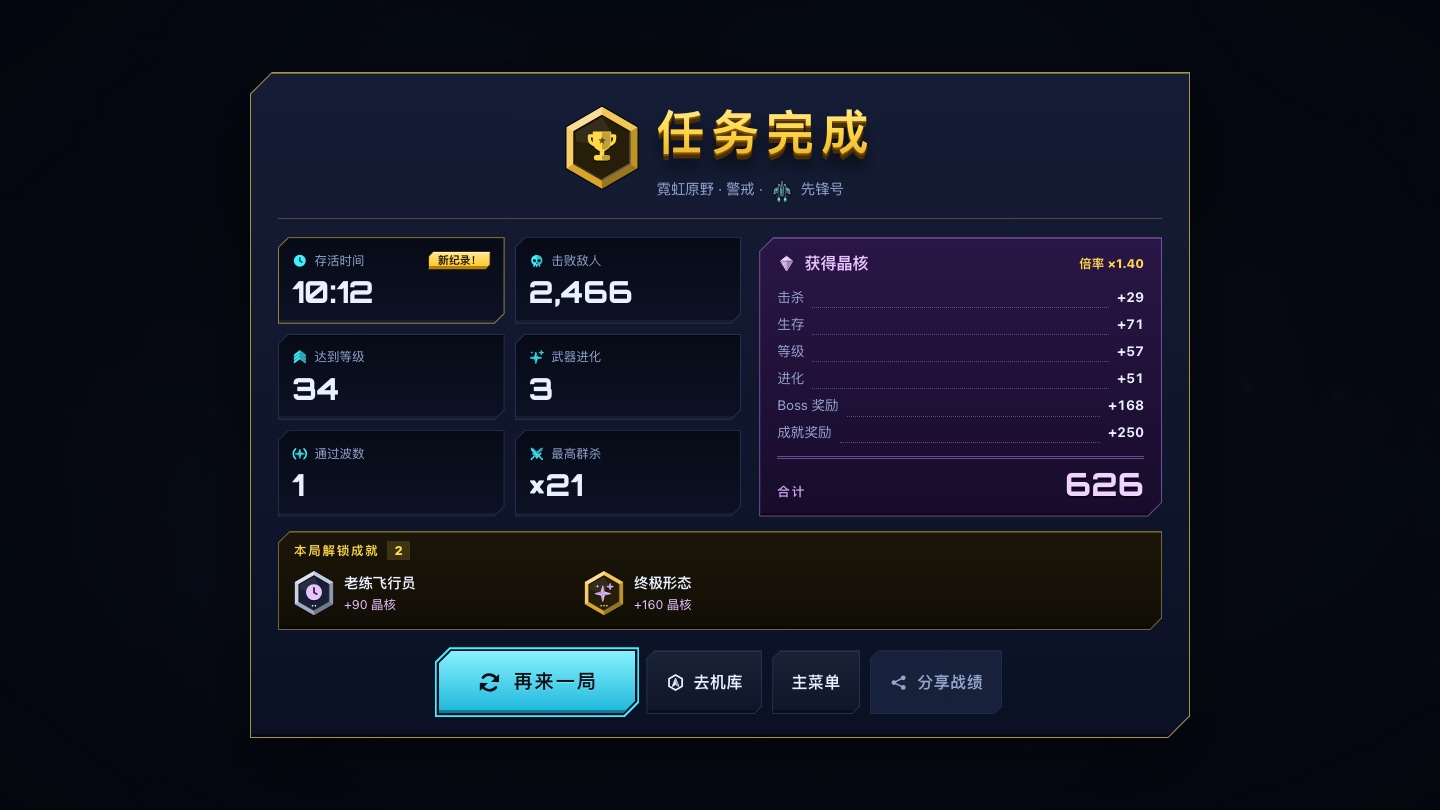 任务完成
霓虹原野 · 警戒 · 先锋号
存活时间 新纪录!
10:12
击败敌人
2,466
达到等级
34
武器进化
3
通过波数
1
最高群杀
x21
获得晶核 倍率 ×1.40
击杀 +29
生存 +71
等级 +57
进化 +51
Boss 奖励 +168
成就奖励 +250
合计 626
本局解锁成就 2
老练飞行员
+90 晶核
终极形态
+160 晶核
再来一局 去机库 主菜单 分享战绩